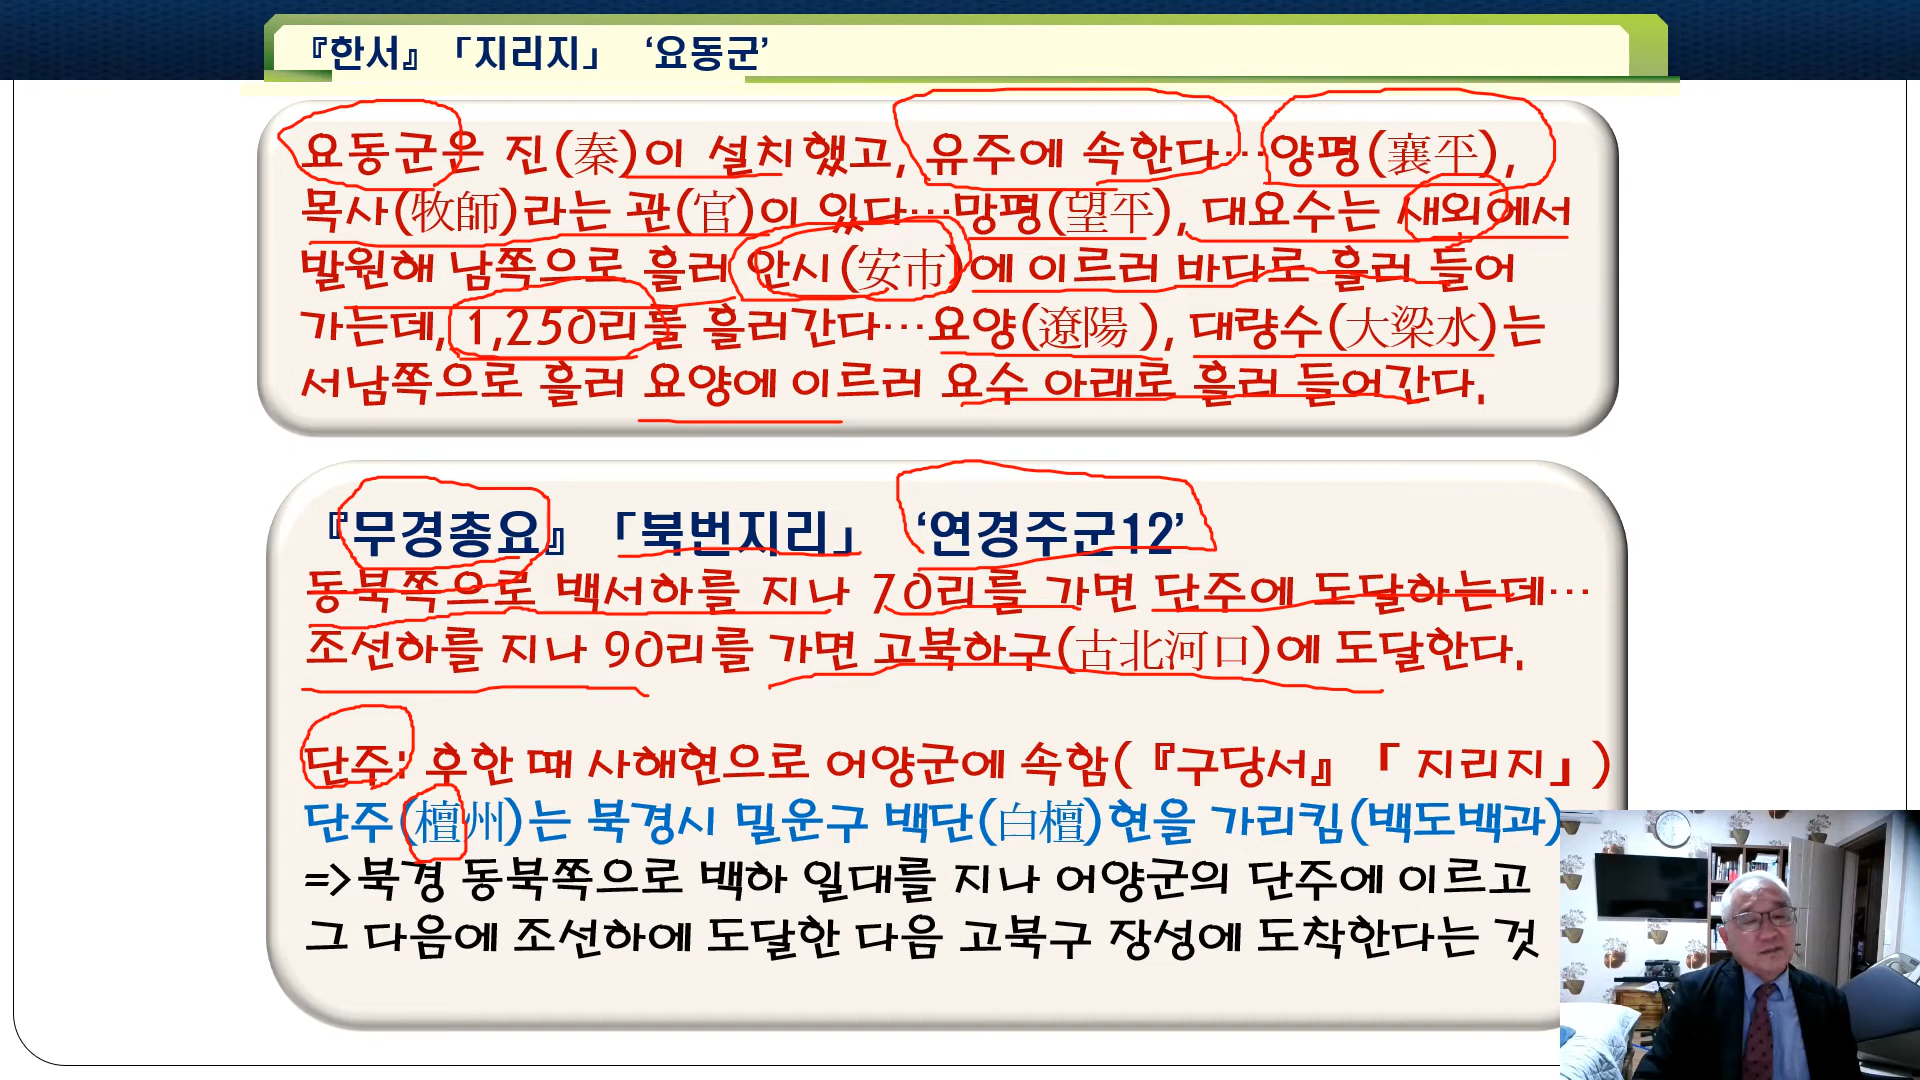 『한서』「지리지」 ‘요동군’
요동군은 진(秦)이 설치했고, 유주에 속한다…양평(襄平),
목사(牧師)라는 관(官)이 있다…망평(望平), 대요수는 새외에서
발원해 남쪽으로 흘러 안시(安市)에 이르러 바다로 흘러 들어
가는데, 1,250리를 흘러간다…요양(遼陽 ), 대량수(大梁水)는
서남쪽으로 흘러 요양에 이르러 요수 아래로 흘러 들어간다.
『무경총요』「북번지리」 ‘연경주군12’
동북쪽으로 백서하를 지나 70리를 가면 단주에 도달하는데…
조선하를 지나 90리를 가면 고북하구(古北河口)에 도달한다.
단주: 후한 때 사해현으로 어양군에 속함(『구당서』「 지리지」)
단주(檀州)는 북경시 밀운구 백단(白檀)현을 가리킴(백도백과)
=>북경 동북쪽으로 백하 일대를 지나 어양군의 단주에 이르고
그 다음에 조선하에 도달한 다음 고북구 장성에 도착한다는 것